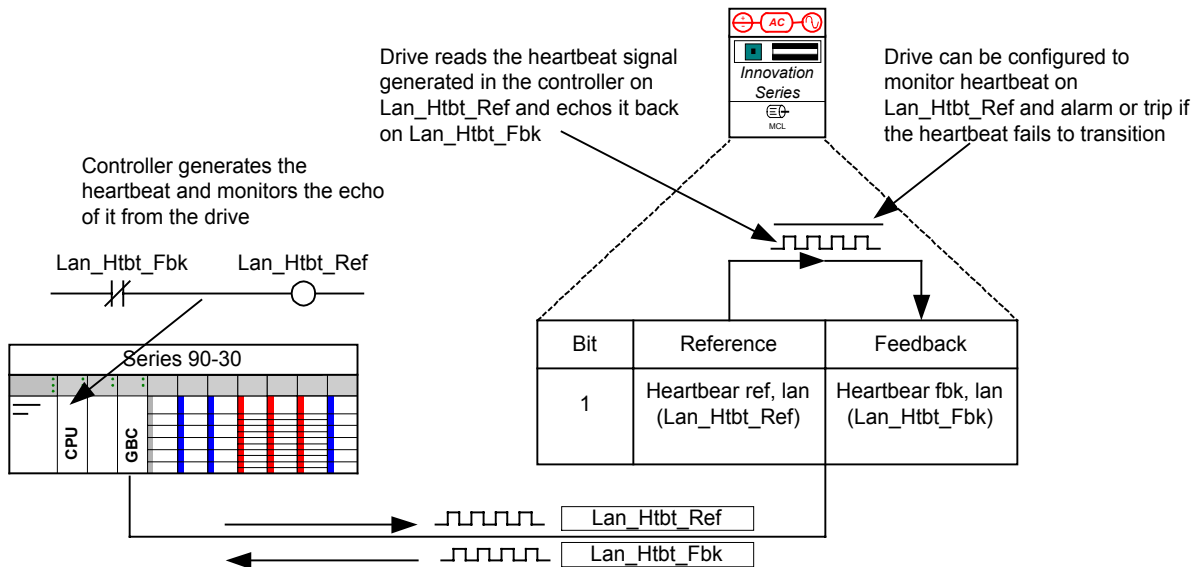 AC
Innovation
Series
MCL
Drive reads the heartbeat signal
generated in the controller on
Lan_Htbt_Ref and echos it back
on Lan_Htbt_Fbk
Drive can be configured to
monitor heartbeat on
Lan_Htbt_Ref and alarm or trip if
the heartbeat fails to transition
Controller generates the
heartbeat and monitors the echo
of it from the drive
Lan_Htbt_Fbk
Lan_Htbt_Ref
Series 90-30
CPU
GBC
Bit
Reference
Feedback
1
Heartbear ref, lan
(Lan_Htbt_Ref)
Heartbear fbk, lan
(Lan_Htbt_Fbk)
Lan_Htbt_Ref
Lan_Htbt_Fbk